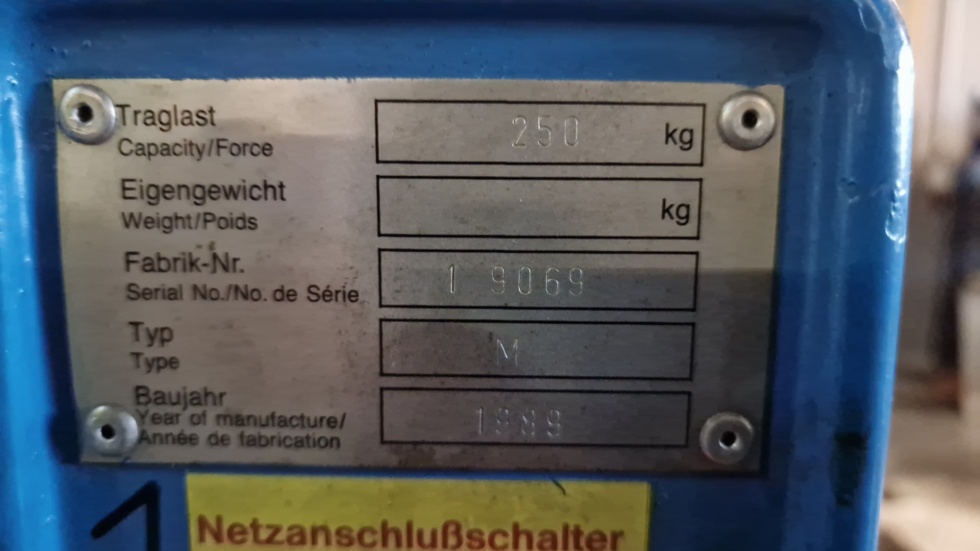 Traglast
Capacity/Force
250 kg
Eigengewicht
Weight/Poids
kg
Fabrik-Nr.
Serial No./No. de Série
1 9069
Typ
Type
M
Baujahr
Year of manufacture/
Année de fabrication
1989
1
Netzanschlußschalter